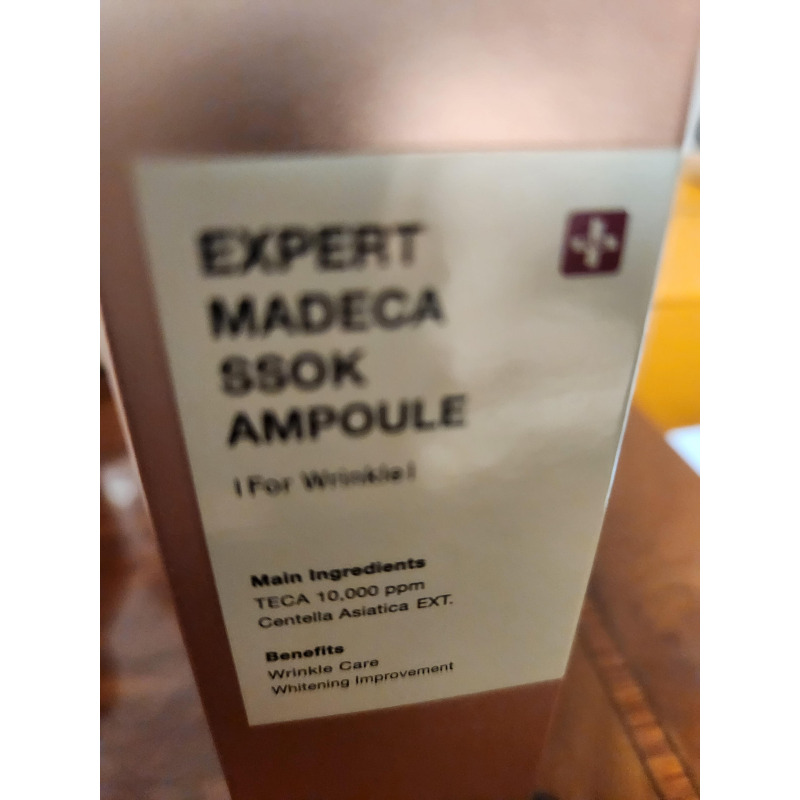 EXPERT
MADECA
SSOK
AMPOULE
| For Wrinkle |
Main Ingredients
TECA 10,000 ppm
Centella Asiatica EXT.
Benefits
Wrinkle Care
Whitening Improvement